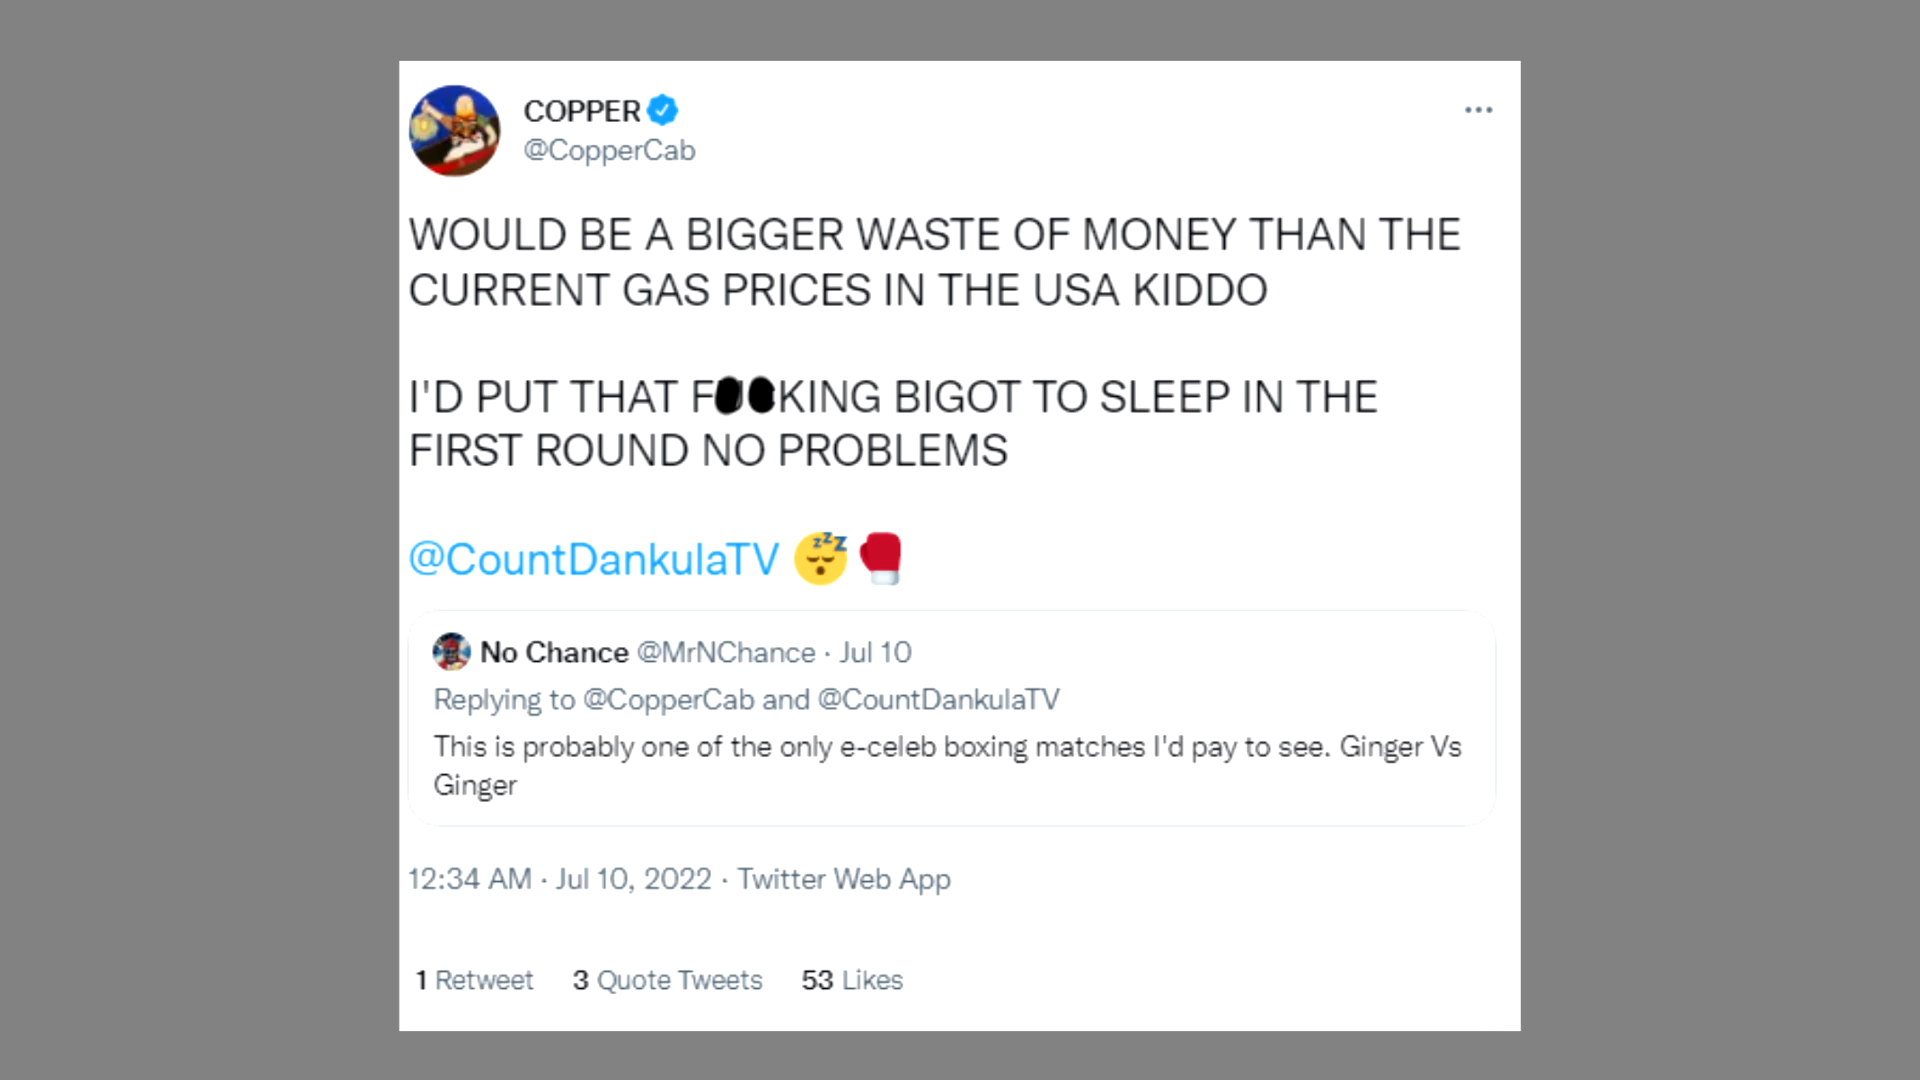 COPPER
@CopperCab
WOULD BE A BIGGER WASTE OF MONEY THAN THE
CURRENT GAS PRICES IN THE USA KIDDO
I'D PUT THAT F●●KING BIGOT TO SLEEP IN THE
FIRST ROUND NO PROBLEMS
@CountDankulaTV 😴🥊
No Chance @MrNChance · Jul 10
Replying to @CopperCab and @CountDankulaTV
This is probably one of the only e-celeb boxing matches I'd pay to see. Ginger Vs
Ginger
12:34 AM · Jul 10, 2022 · Twitter Web App
1 Retweet 3 Quote Tweets 53 Likes